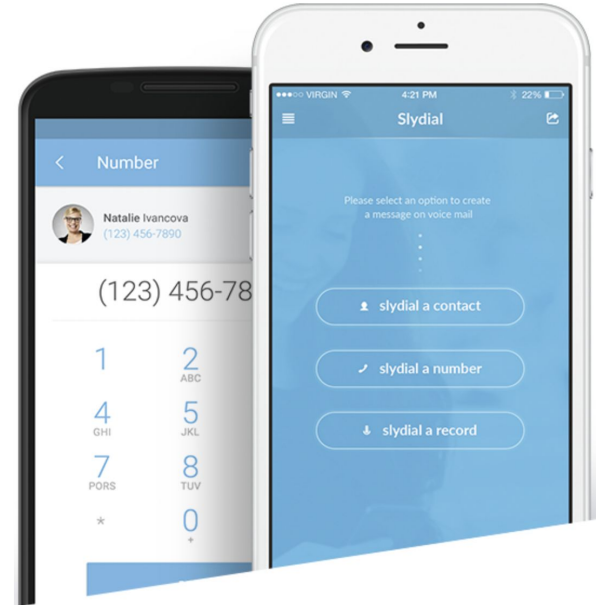 ●●●○○ VIRGIN 4:21 PM 22%
Slydial
Please select an option to create
a message on voice mail
slydial a contact
slydial a number
slydial a record
Number
Natalie Ivancova
(123) 456-7890
(123) 456-78
1 2
ABC
4 5
GHI JKL
7 8
PQRS TUV
* 0
+